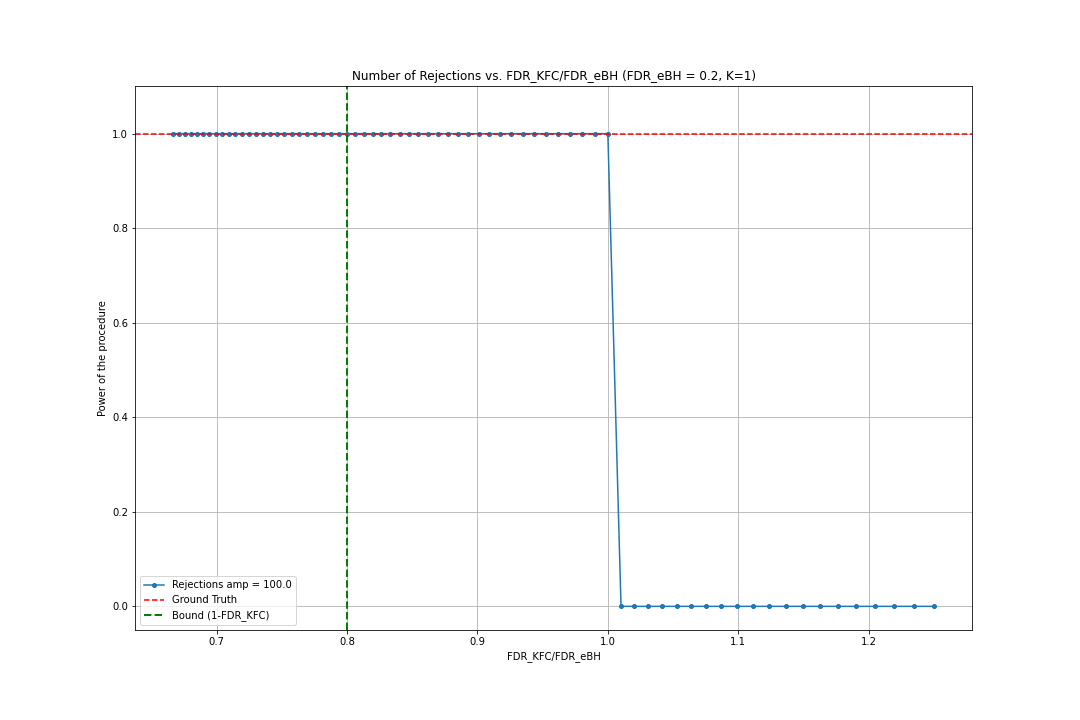 Number of Rejections vs. FDR_KFC/FDR_eBH (FDR_eBH = 0.2, K=1)
Power of the procedure
1.0
0.8
0.6
0.4
0.2
0.0
Rejections amp = 100.0
Ground Truth
Bound (1-FDR_KFC)
0.7 0.8 0.9 1.0 1.1 1.2
FDR_KFC/FDR_eBH